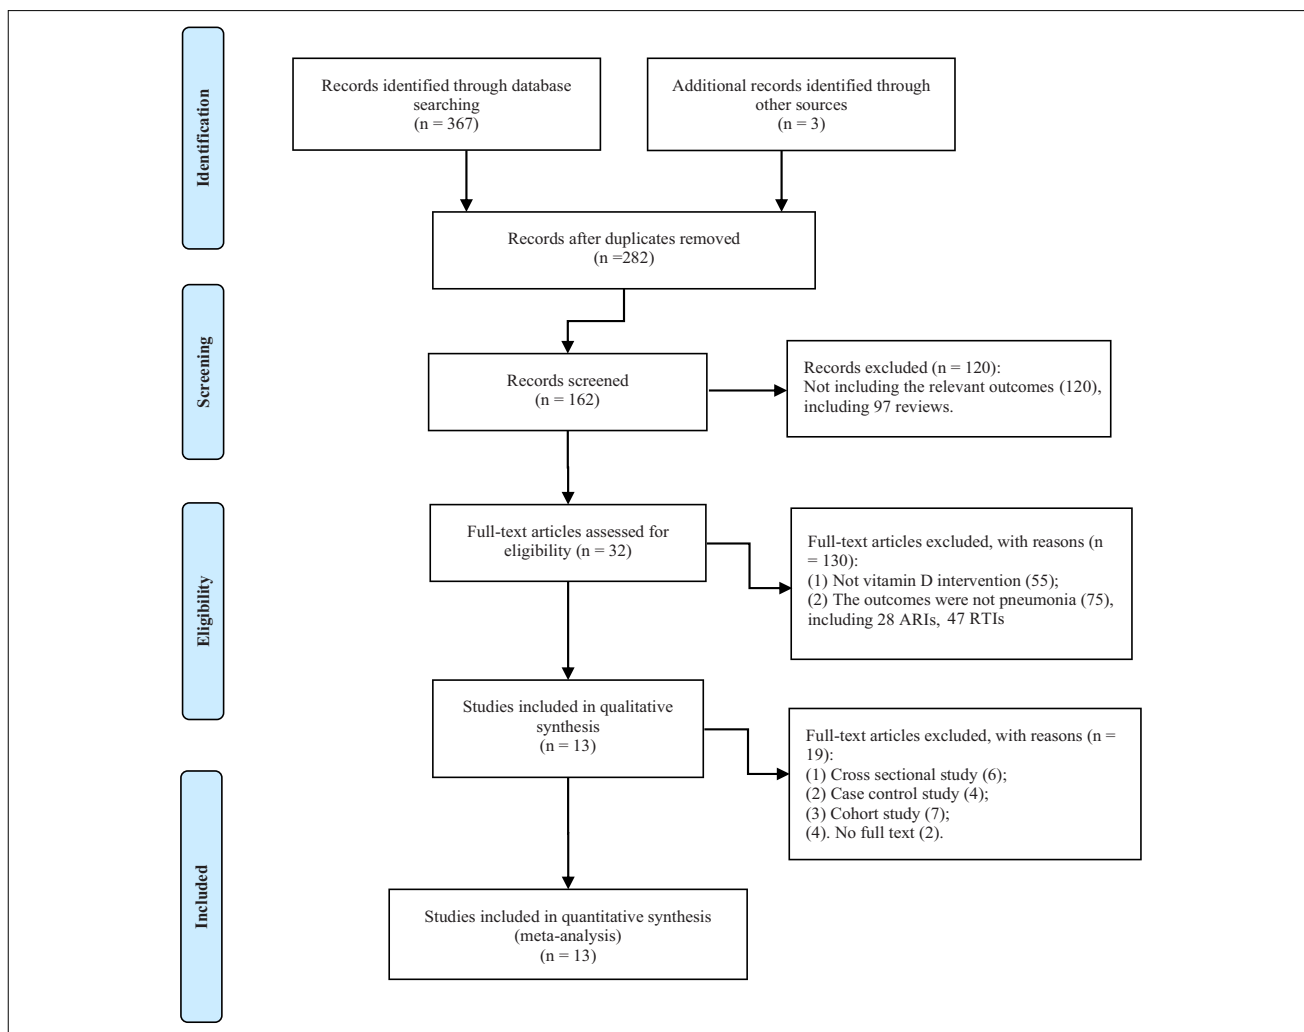 Identification
Records identified through database
searching
(n = 367)
Additional records identified through
other sources
(n = 3)
Records after duplicates removed
(n =282)
Screening
Records screened
(n = 162)
Records excluded (n = 120):
Not including the relevant outcomes (120),
including 97 reviews.
Eligibility
Full-text articles assessed for
eligibility (n = 32)
Full-text articles excluded, with reasons (n
= 130):
(1) Not vitamin D intervention (55);
(2) The outcomes were not pneumonia (75),
including 28 ARIs, 47 RTIs
Studies included in qualitative
synthesis
(n = 13)
Full-text articles excluded, with reasons (n =
19):
(1) Cross sectional study (6);
(2) Case control study (4);
(3) Cohort study (7);
(4). No full text (2).
Included
Studies included in quantitative synthesis
(meta-analysis)
(n = 13)